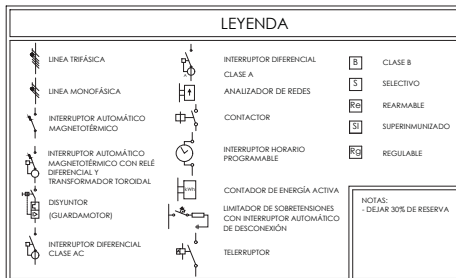 LEYENDA
LINEA TRIFÁSICA
LINEA MONOFÁSICA
INTERRUPTOR AUTOMÁTICO
MAGNETOTÉRMICO
INTERRUPTOR AUTOMÁTICO
MAGNETOTÉRMICO CON RELÉ
DIFERENCIAL Y
TRANSFORMADOR TOROIDAL
DISYUNTOR
(GUARDAMOTOR)
INTERRUPTOR DIFERENCIAL
CLASE AC
INTERRUPTOR DIFERENCIAL
CLASE A
ANALIZADOR DE REDES
CONTACTOR
INTERRUPTOR HORARIO
PROGRAMABLE
CONTADOR DE ENERGÍA ACTIVA
LIMITADOR DE SOBRETENSIONES
CON INTERRUPTOR AUTOMÁTICO
DE DESCONEXIÓN
TELERRUPTOR
B CLASE B
S SELECTIVO
Re REARMABLE
SI SUPERINMUNIZADO
Rg REGULABLE
NOTAS:
- DEJAR 30% DE RESERVA